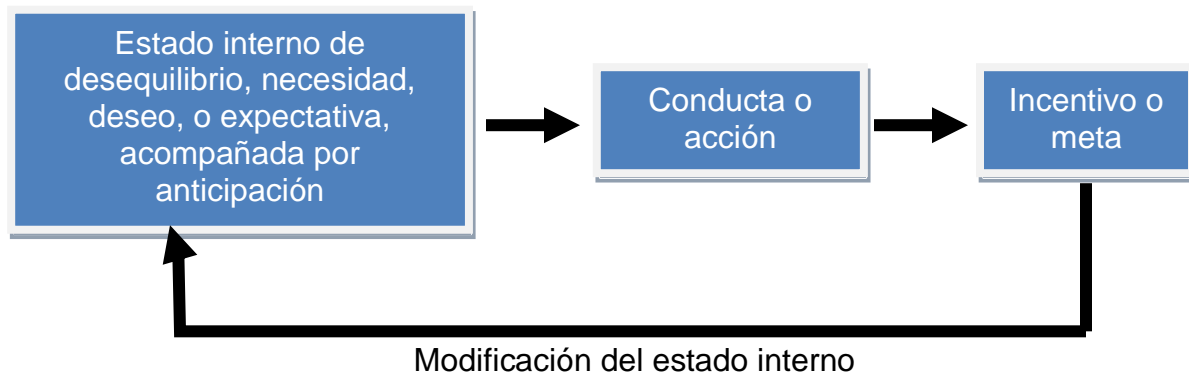 Estado interno de
desequilibrio, necesidad,
deseo, o expectativa,
acompañada por
anticipación
Conducta o
acción
Incentivo o
meta
Modificación del estado interno